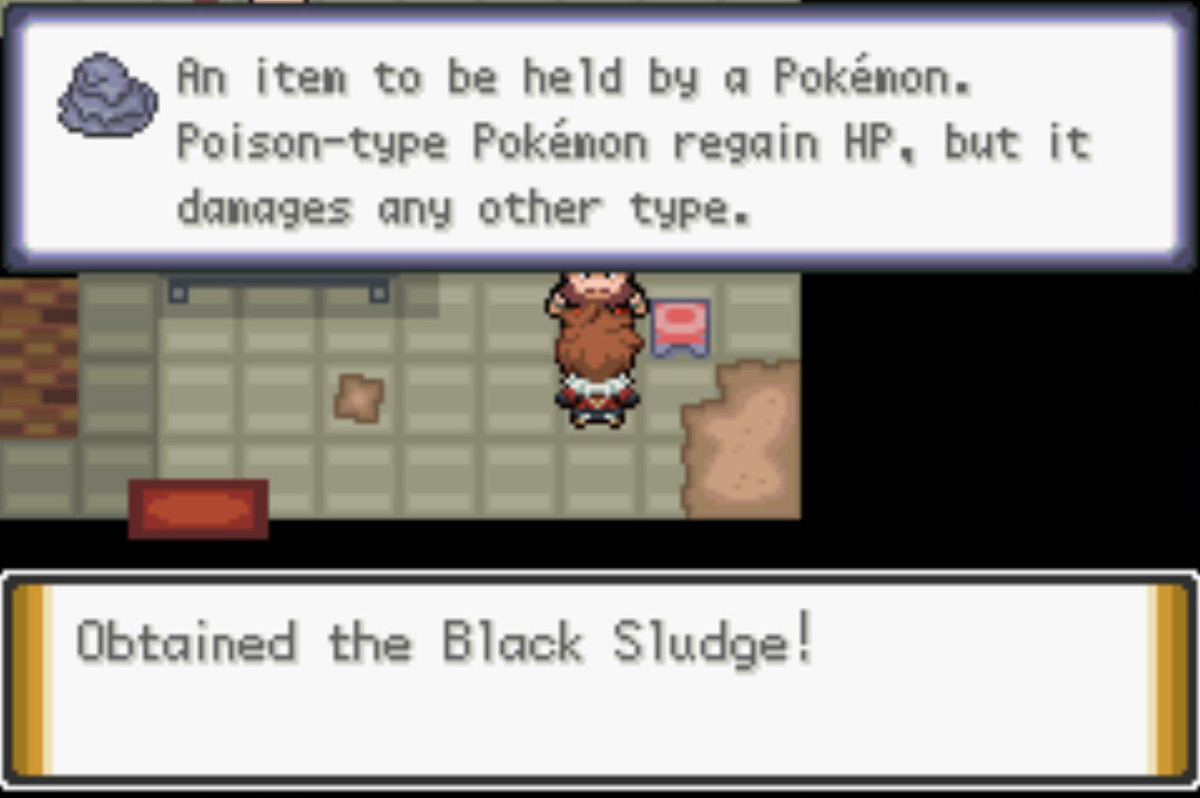 An item to be held by a Pokémon.
Poison-type Pokémon regain HP, but it
damages any other type.
Obtained the Black Sludge!